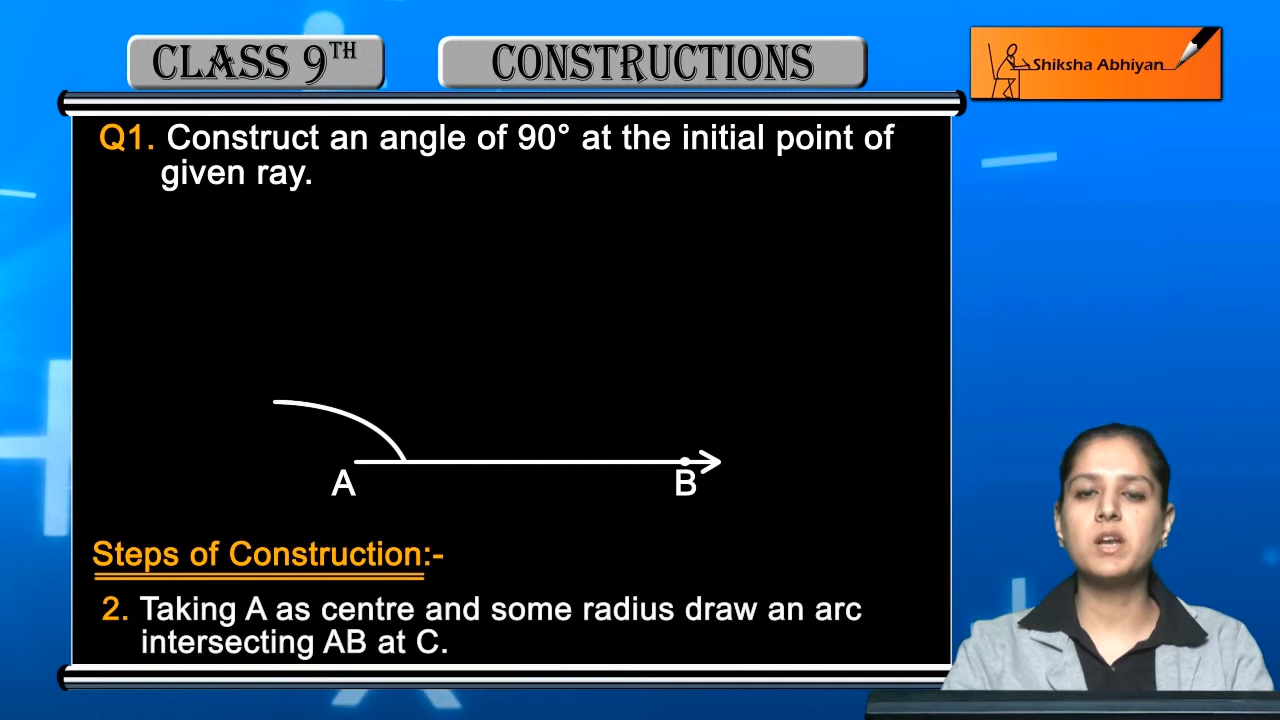 CLASS 9TH
CONSTRUCTIONS
Shiksha Abhiyan
Q1. Construct an angle of 90° at the initial point of
given ray.
A
B
Steps of Construction:-
2. Taking A as centre and some radius draw an arc
intersecting AB at C.